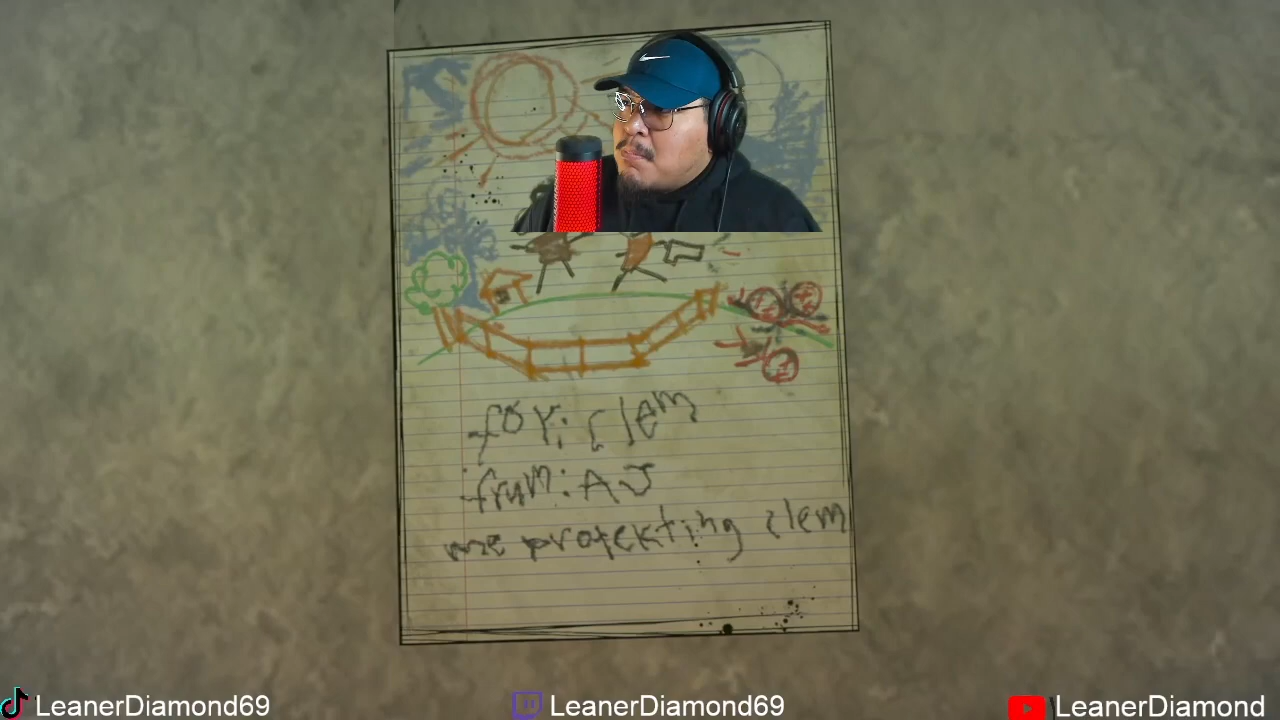 for: clem
frum: AJ
me protekting clem
LeanerDiamond69
LeanerDiamond69
LeanerDiamond